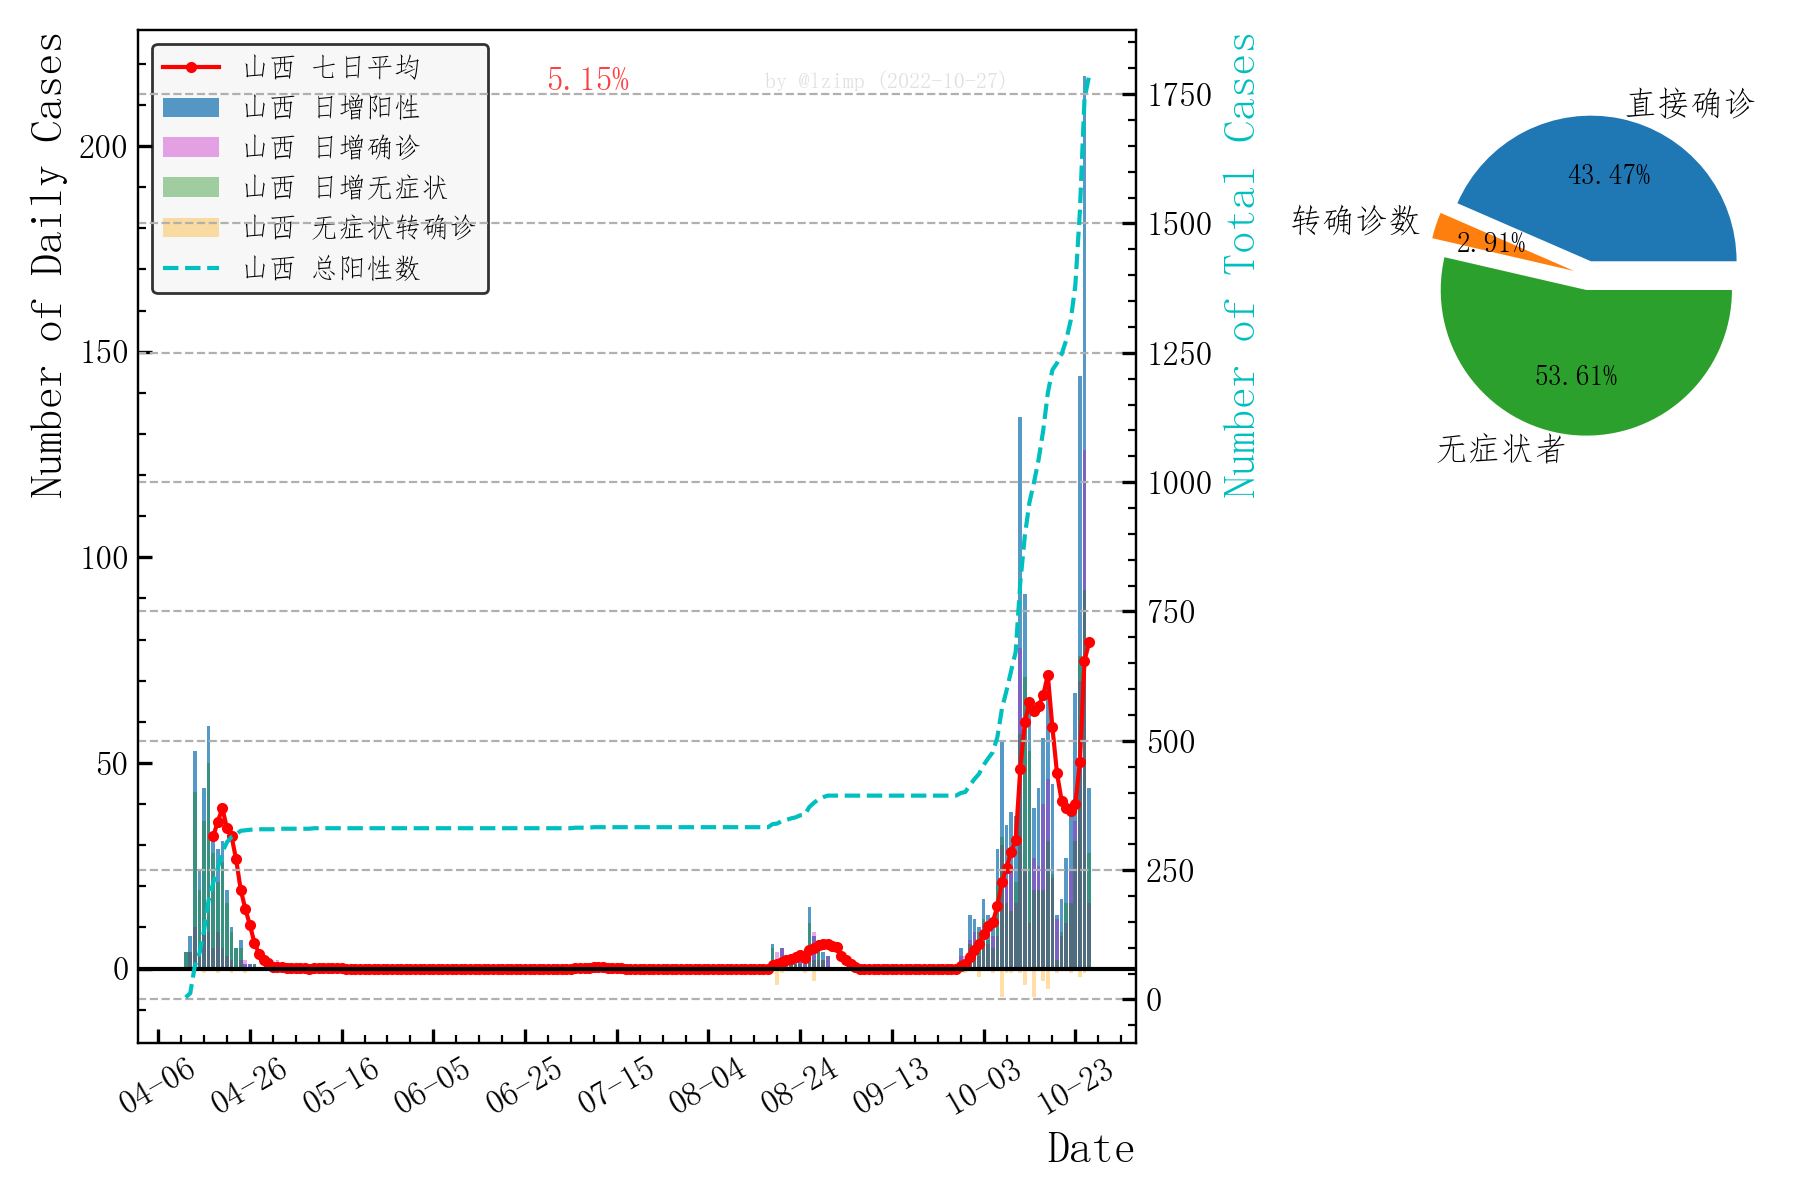 山西 七日平均
山西 日增阳性
山西 日增确诊
山西 日增无症状
山西 无症状转确诊
山西 总阳性数
5.15%
by @lzimp (2022-10-27)
Number of Daily Cases
200
150
100
50
0
1750
1500
1250
1000
750
500
250
0
Number of Total Cases
04-06
04-26
05-16
06-05
06-25
07-15
08-04
08-24
09-13
10-03
10-23
Date
直接确诊
43.47%
转确诊数
2.91%
53.61%
无症状者